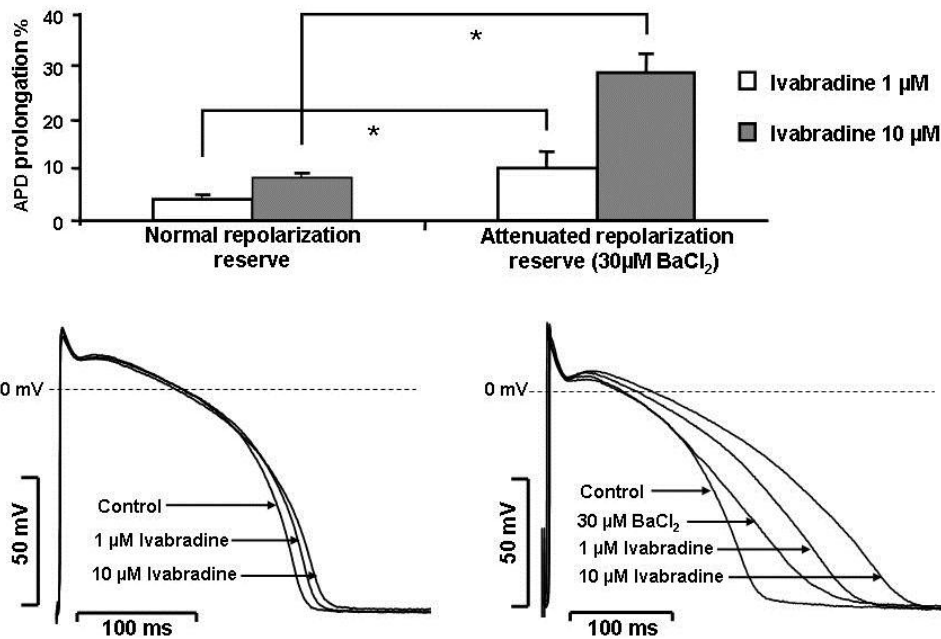 APD prolongation %
40
30
20
10
0
*
*
Ivabradine 1 µM
Ivabradine 10 µM
Normal repolarization
reserve
Attenuated repolarization
reserve (30µM BaCl₂)
0 mV
50 mV
Control
1 µM Ivabradine
10 µM Ivabradine
100 ms
0 mV
50 mV
Control
30 µM BaCl₂
1 µM Ivabradine
10 µM Ivabradine
100 ms